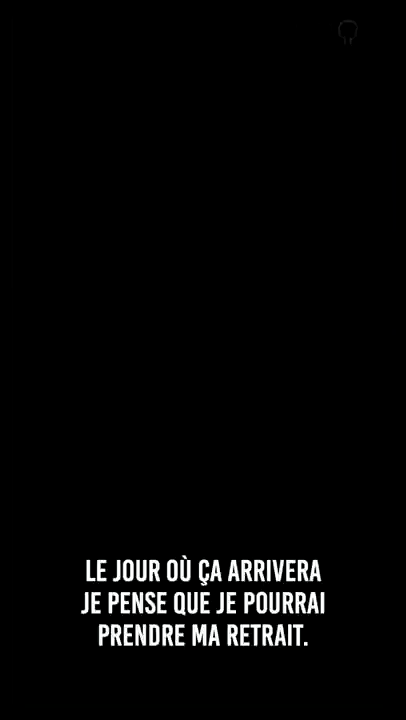 LE JOUR OÙ ÇA ARRIVERA
JE PENSE QUE JE POURRAI
PRENDRE MA RETRAIT.